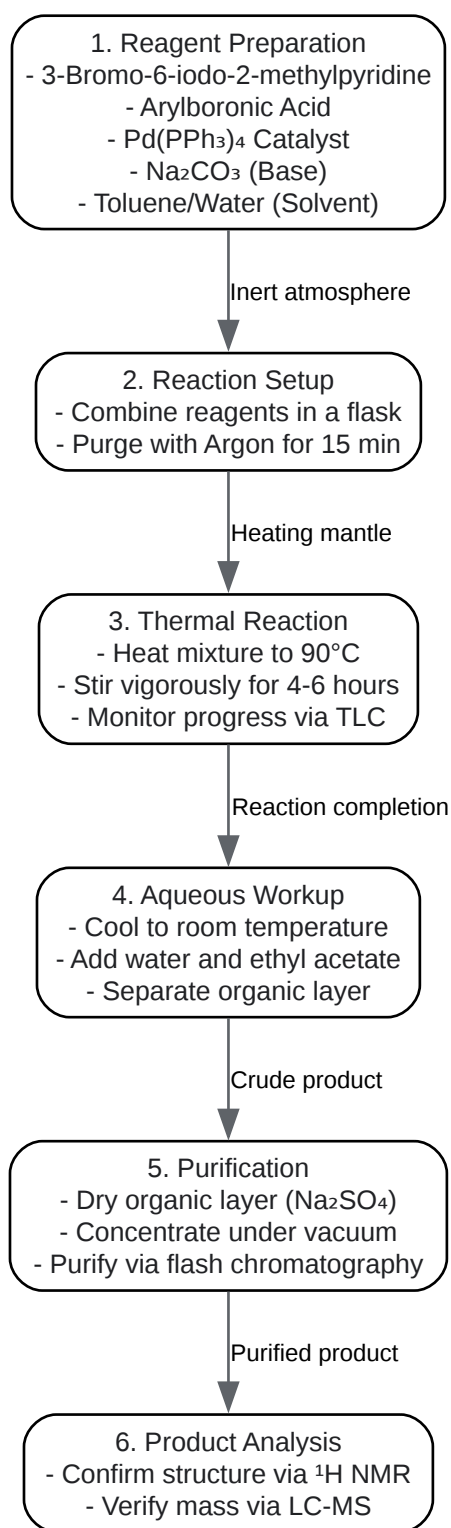 1. Reagent Preparation
- 3-Bromo-6-iodo-2-methylpyridine
- Arylboronic Acid
- Pd(PPh₃)₄ Catalyst
- Na₂CO₃ (Base)
- Toluene/Water (Solvent)
Inert atmosphere
2. Reaction Setup
- Combine reagents in a flask
- Purge with Argon for 15 min
Heating mantle
3. Thermal Reaction
- Heat mixture to 90°C
- Stir vigorously for 4-6 hours
- Monitor progress via TLC
Reaction completion
4. Aqueous Workup
- Cool to room temperature
- Add water and ethyl acetate
- Separate organic layer
Crude product
5. Purification
- Dry organic layer (Na₂SO₄)
- Concentrate under vacuum
- Purify via flash chromatography
Purified product
6. Product Analysis
- Confirm structure via ¹H NMR
- Verify mass via LC-MS